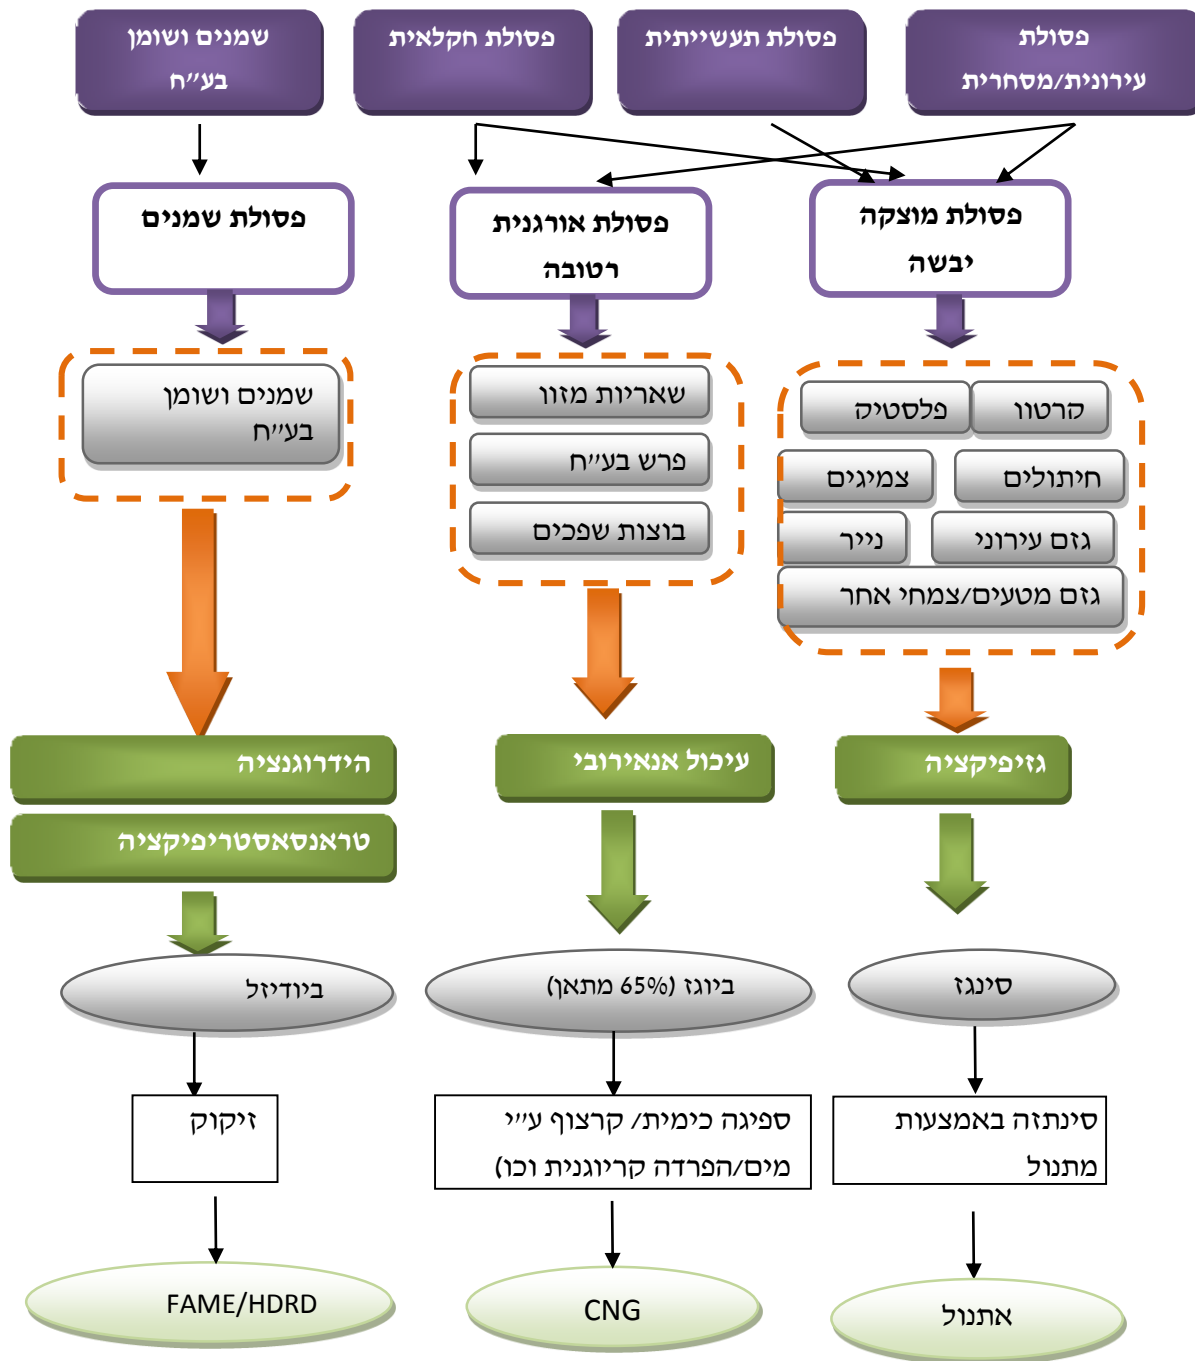 פסולת
עירונית/מסחרית
פסולת תעשייתית
פסולת חקלאית
שמנים ושומן
בע״ח
פסולת מוצקה
יבשה
פסולת אורגנית
רטובה
פסולת שמנים
קרטוו
פלסטיק
חיתולים
צמיגים
גזם עירוני
נייר
גזם מטעים/צמחי אחר
שאריות מזוו
פרש בע״ח
בוצות שפכים
שמנים ושומן
בע״ח
גזיפיקציה
עיכול אנאירובי
הידרוגנציה
טראנסאסטריפיקציה
סינגז
ביוגז (65% מתאן)
ביודיזל
סינתזה באמצעות
מתנול
ספיגה כימית/ קרצוף ע״י
מים/הפרדה קריוגנית וכו)
זיקוק
אתנול
CNG
FAME/HDRD